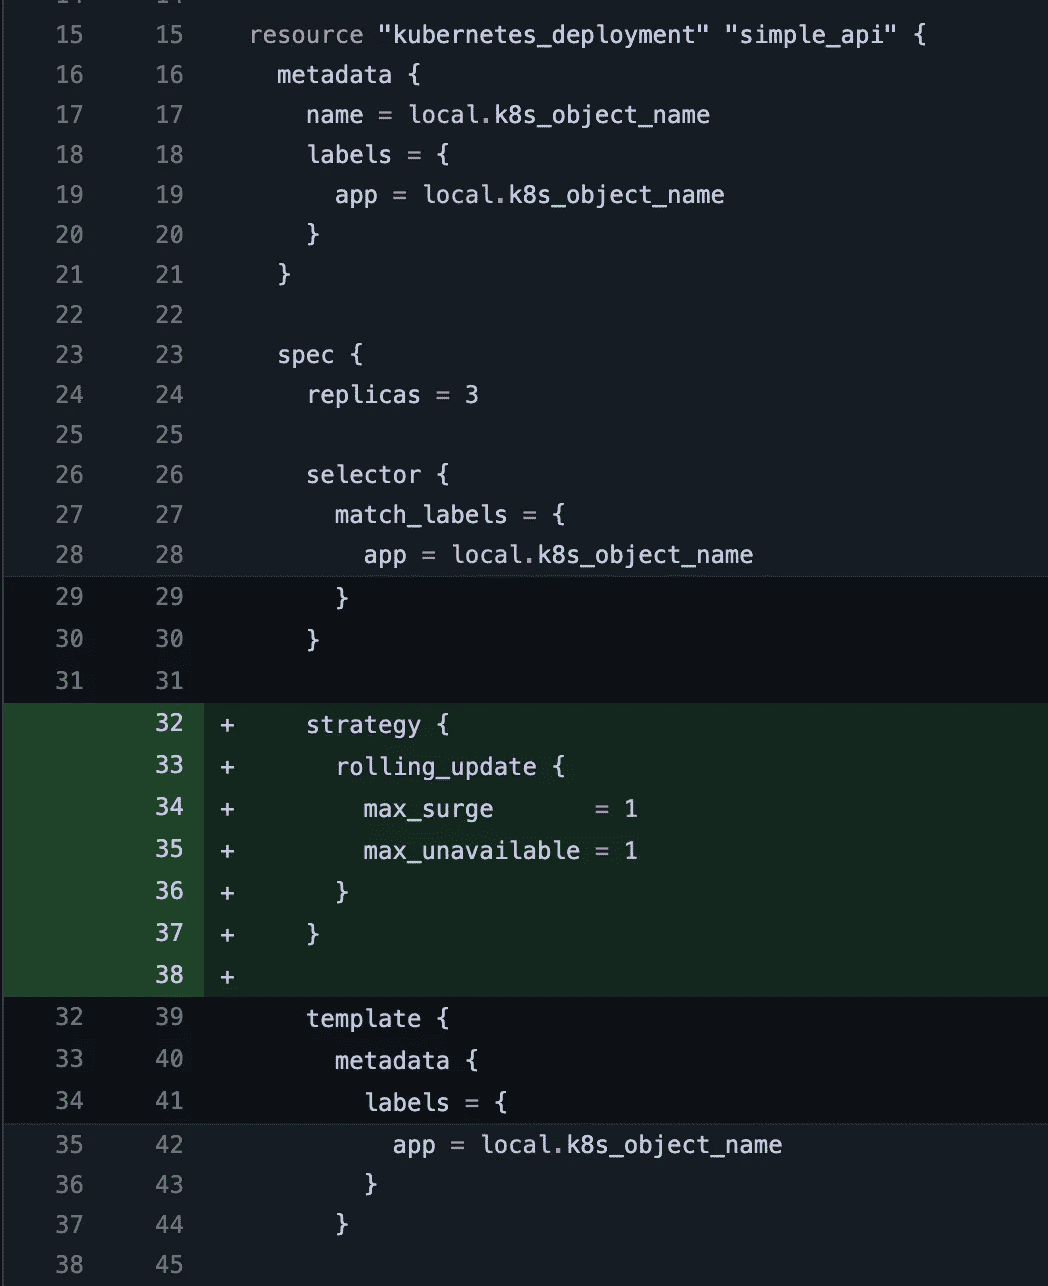 15 15 resource "kubernetes_deployment" "simple_api" {
16 16 metadata {
17 17 name = local.k8s_object_name
18 18 labels = {
19 19 app = local.k8s_object_name
20 20 }
21 21 }
22 22
23 23 spec {
24 24 replicas = 3
25 25
26 26 selector {
27 27 match_labels = {
28 28 app = local.k8s_object_name
29 29 }
30 30 }
31 31
32 + strategy {
33 + rolling_update {
34 + max_surge       = 1
35 + max_unavailable = 1
36 + }
37 + }
38 +
32 39 template {
33 40 metadata {
34 41 labels = {
35 42 app = local.k8s_object_name
36 43 }
37 44 }
38 45